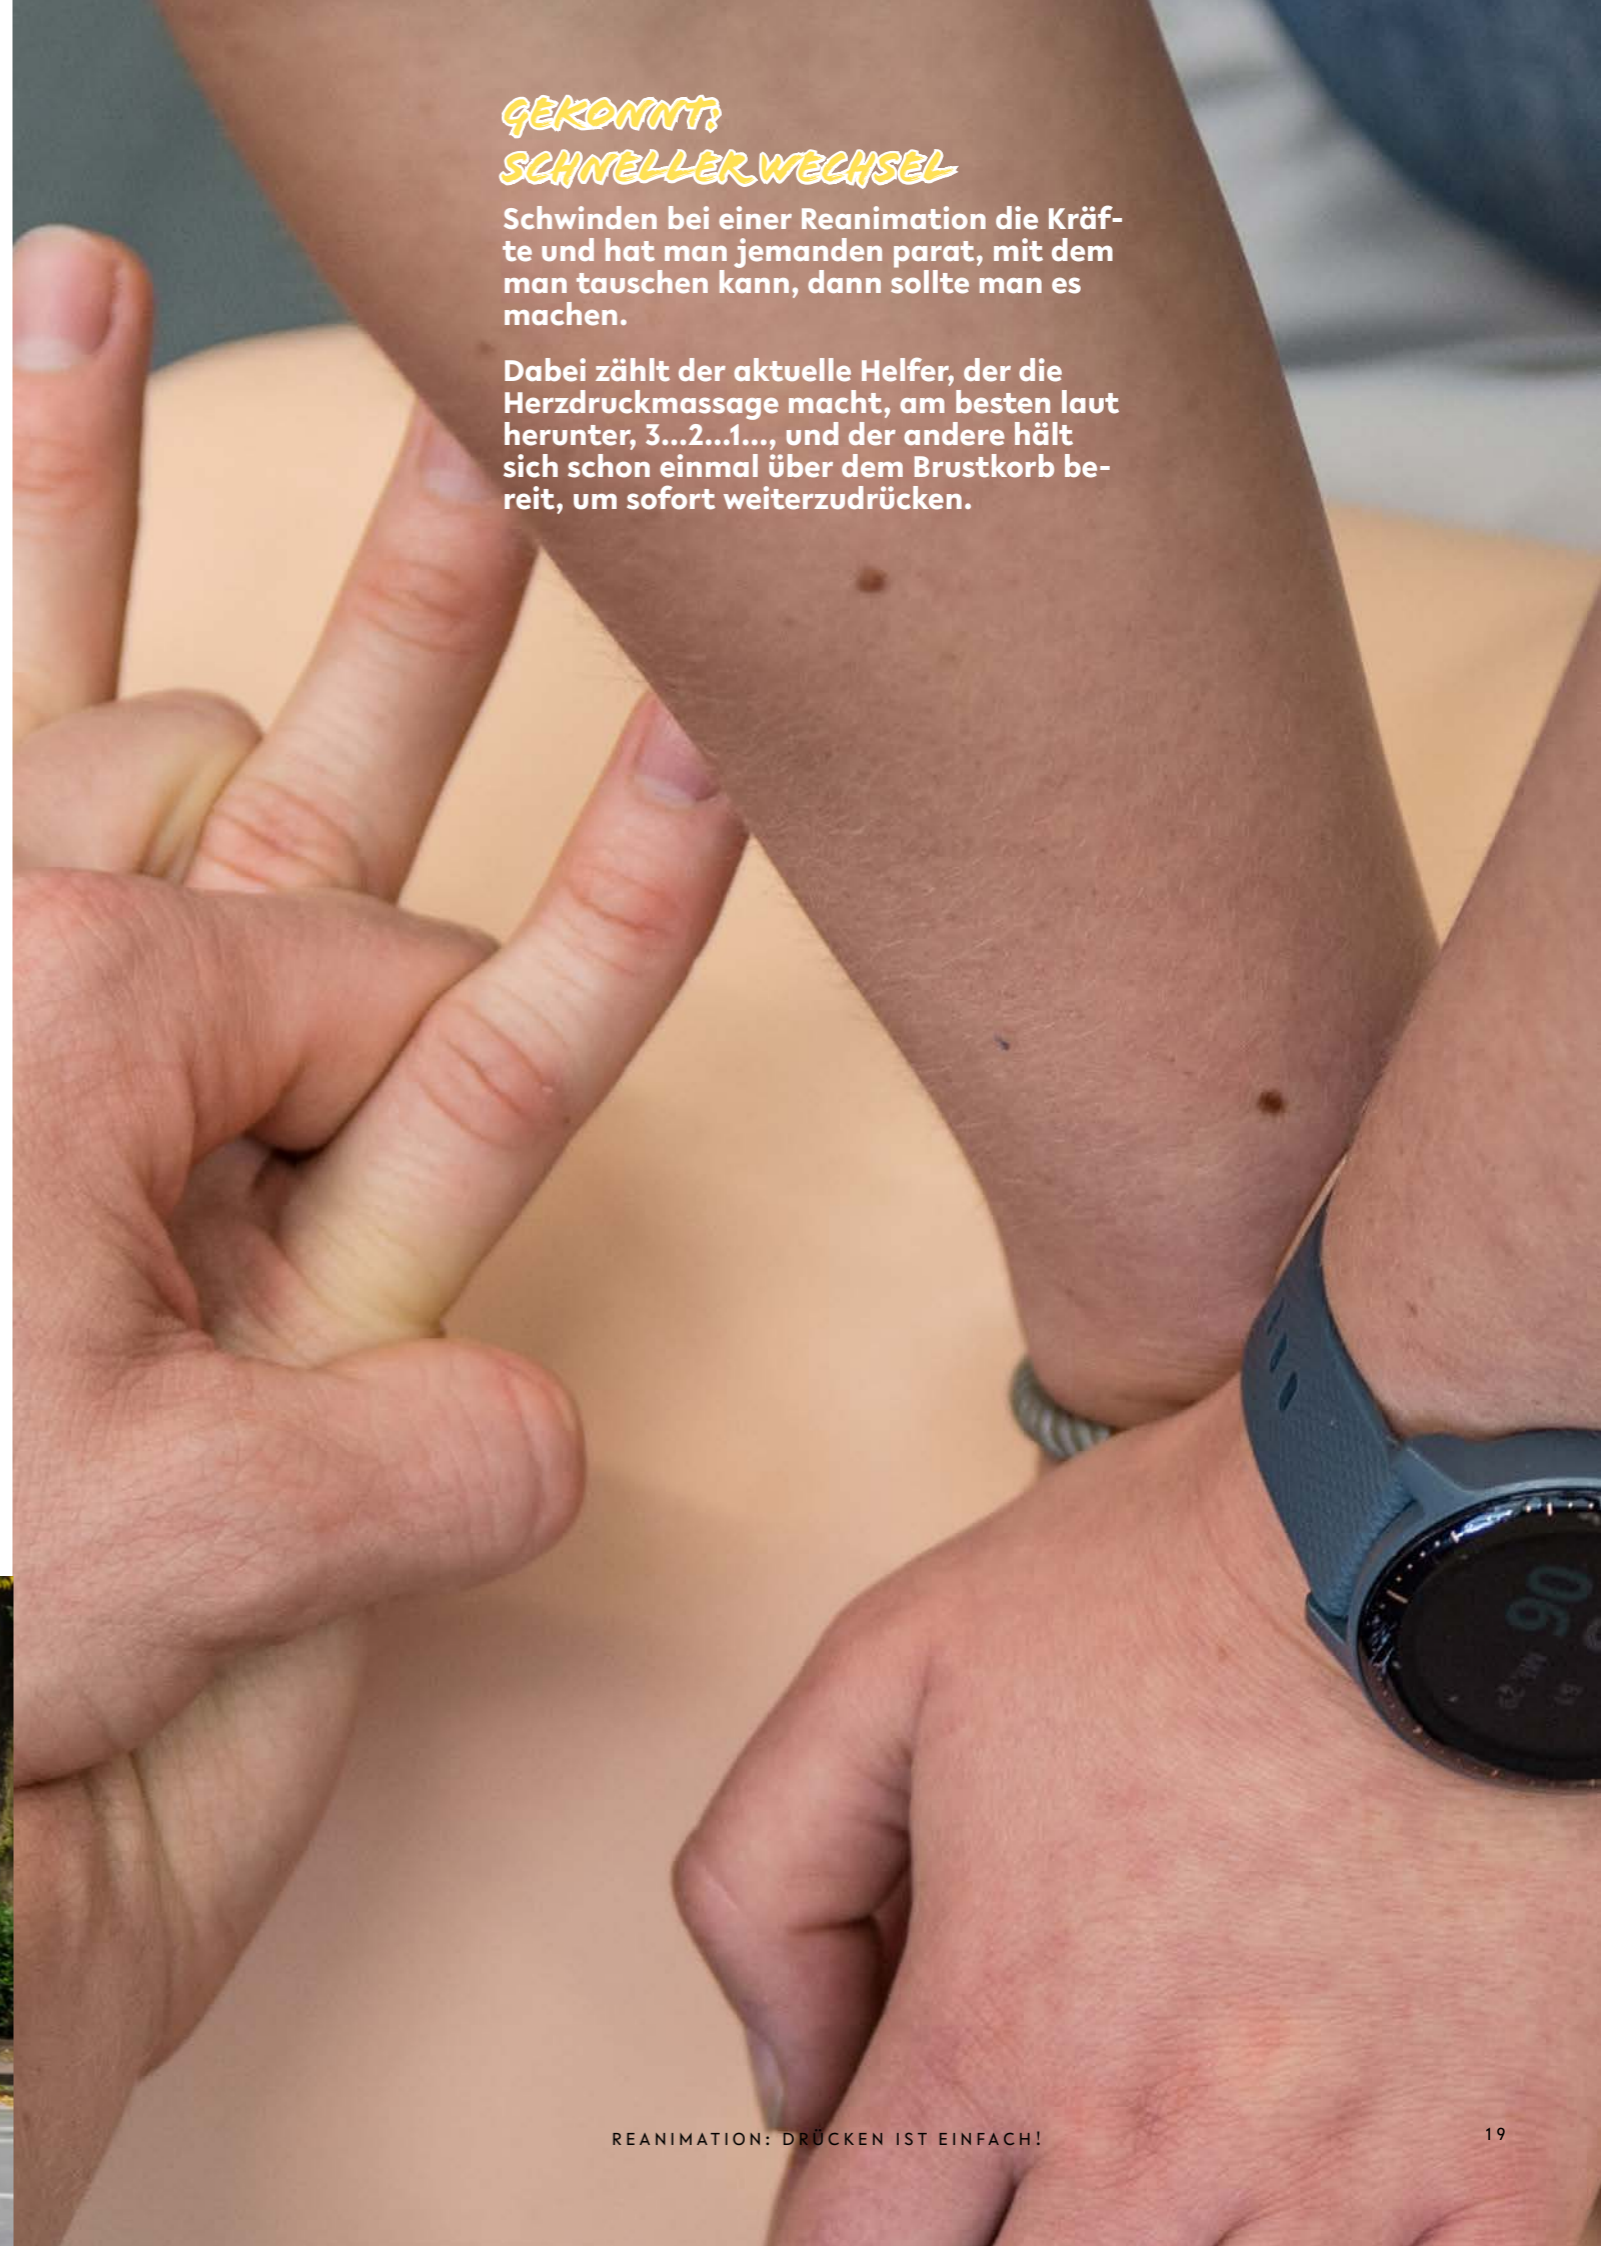 GEKONNT:
SCHNELLER WECHSEL
Schwinden bei einer Reanimation die Kräf-
te und hat man jemanden parat, mit dem
man tauschen kann, dann sollte man es
machen.
Dabei zählt der aktuelle Helfer, der die
Herzdruckmassage macht, am besten laut
herunter, 3...2...1..., und der andere hält
sich schon einmal über dem Brustkorb be-
reit, um sofort weiterzudrücken.
REANIMATION: DRÜCKEN IST EINFACH!
19